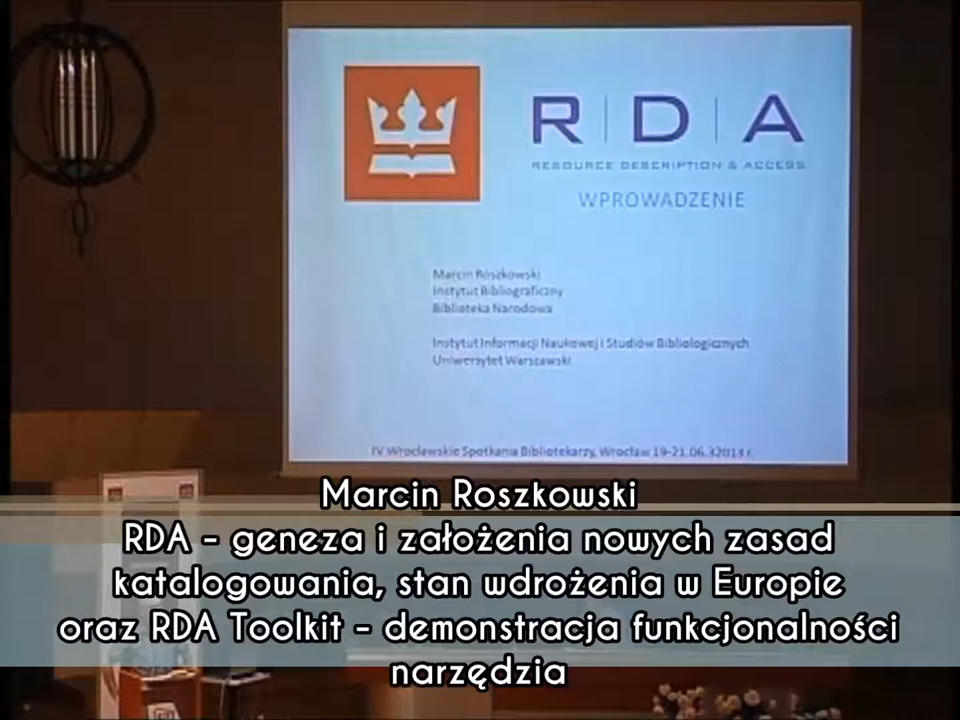 RDA
RESOURCE DESCRIPTION & ACCESS
WPROWADZENIE
Marcin Roszkowski
Instytut Bibliograficzny
Biblioteka Narodowa
Instytut Informacji Naukowej i Studiów Bibliologicznych
Uniwersytet Warszawski
IV Wrocławskie Spotkania Bibliotekarzy, Wrocław 19-21.06.32013 r.
Marcin Roszkowski
RDA – geneza i założenia nowych zasad
katalogowania, stan wdrożenia w Europie
oraz RDA Toolkit – demonstracja funkcjonalności
narzędzia